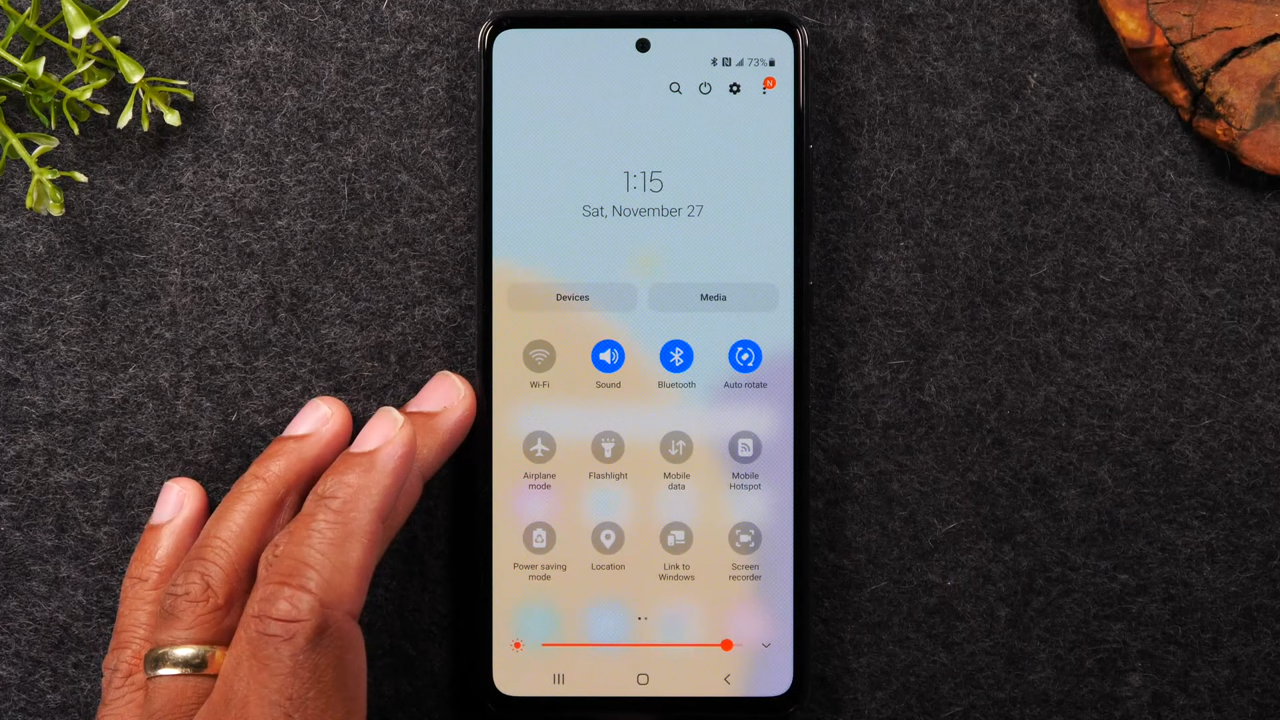 73%
N
1:15
Sat, November 27
Devices Media
Wi-Fi Sound Bluetooth Auto rotate
Airplane mode Flashlight Mobile data Mobile Hotspot
Power saving mode Location Link to Windows Screen recorder